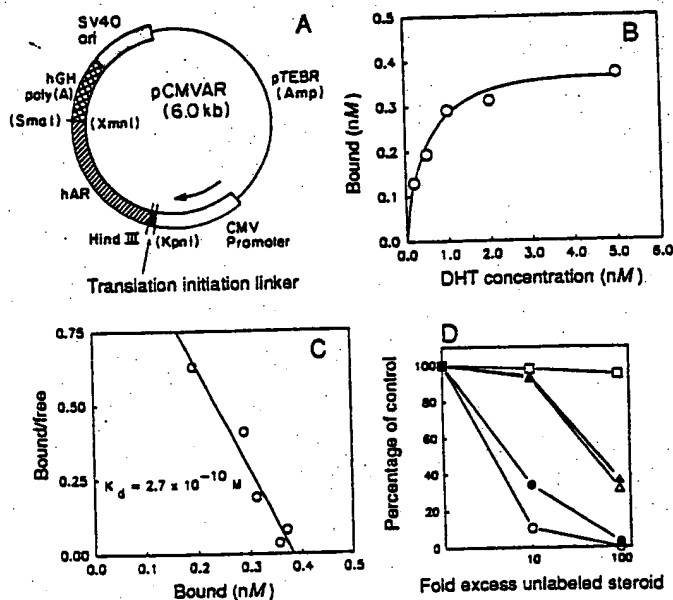 A
SV40
ori
hGH
poly(A)
(SmaI)
(XmnI)
pCMVAR
(6.0 kb)
pTEBR
(Amp)
hAR
Hind III
(KpnI)
CMV
Promoter
Translation initiation linker
B
Bound (nM)
0.5
0.4
0.3
0.2
0.1
0.0
0.0 1.0 2.0 3.0 4.0 5.0 6.0
DHT concentration (nM)
C
Bound/free
0.75
0.50
0.25
0.00
K d = 2.7 x 10⁻¹⁰ M
0.0 0.1 0.2 0.3 0.4 0.5
Bound (nM)
D
Percentage of control
100
80
60
40
20
0
10 100
Fold excess unlabeled steroid